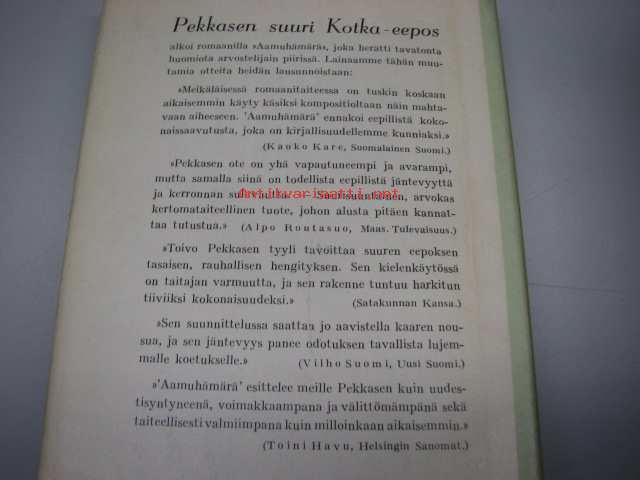 Pekkasen suuri Kotka-eepos
alkoi romaanilla »Aamuhämärä», joka herätti tavatonta
huomiota arvostelijain piirissä. Lainaamme tähän muu-
tamia otteita heidän lausunnoistaan:
»Meikäläisessä romaanitaiteessa on tuskin koskaan
aikaisemmin käyty käsiksi kompositioltaan näin mahta-
vaan aiheeseen. 'Aamuhämärä' ennakoi eepillistä koko-
naissaavutusta, joka on kirjallisuudellemme kunniaksi.»
(Kauko Kare, Suomalainen Suomi.)
»Pekkasen ote on yhä vapautuneempi ja avarampi,
mutta samalla siinä on todellista eepillistä jäntevyyttä
ja kerronnan — Suurisuuntainen, arvokas
Antikvariaatti.net
kertomataiteellinen tuote, johon alusta pitäen kannat-
taa tutustua.» (Alpo Routasuo, Maas. Tulevaisuus.)
»Toivo Pekkasen tyyli tavoittaa suuren eepoksen
tasaisen, rauhallisen hengityksen. Sen kielenkäytössä
on taitajan varmuutta, ja sen rakenne tuntuu harkitun
tiiviiksi kokonaisuudeksi.» (Satakunnan Kansa.)
»Sen suunnittelussa saattaa jo aavistella kaaren nou-
sua, ja sen jäntevyys panee odotuksen tavallista lujem-
malle koetukselle.» (Vilho Suomi, Uusi Suomi.)
»'Aamuhämärä' esittelee meille Pekkasen kuin uudes-
tisyntyneenä, voimakkaampana ja välittömämpänä sekä
taiteellisesti valmiimpana kuin milloinkaan aikaisemmin.»
(Toini Havu, Helsingin Sanomat.)